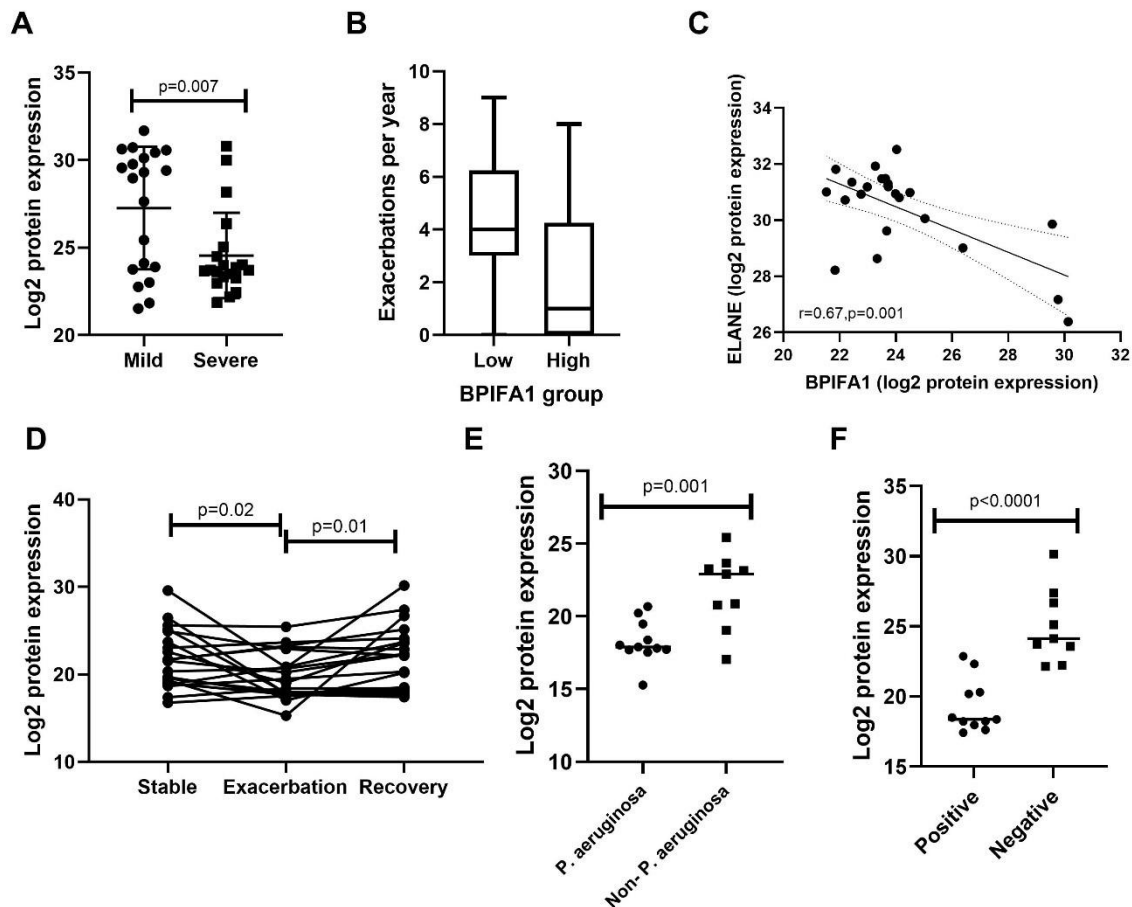 A
Log2 protein expression
35
30
25
20
p=0.007
Mild
Severe
B
Exacerbations per year
10
8
6
4
2
0
Low
High
BPIFA1 group
C
ELANE (log2 protein expression)
34
32
30
28
26
r=0.67,p=0.001
20
22
24
26
28
30
32
BPIFA1 (log2 protein expression)
D
Log2 protein expression
40
30
20
10
p=0.02
p=0.01
Stable
Exacerbation
Recovery
E
Log2 protein expression
30
25
20
15
10
p=0.001
P. aeruginosa
Non- P. aeruginosa
F
Log2 protein expression
35
30
25
20
15
p<0.0001
Positive
Negative